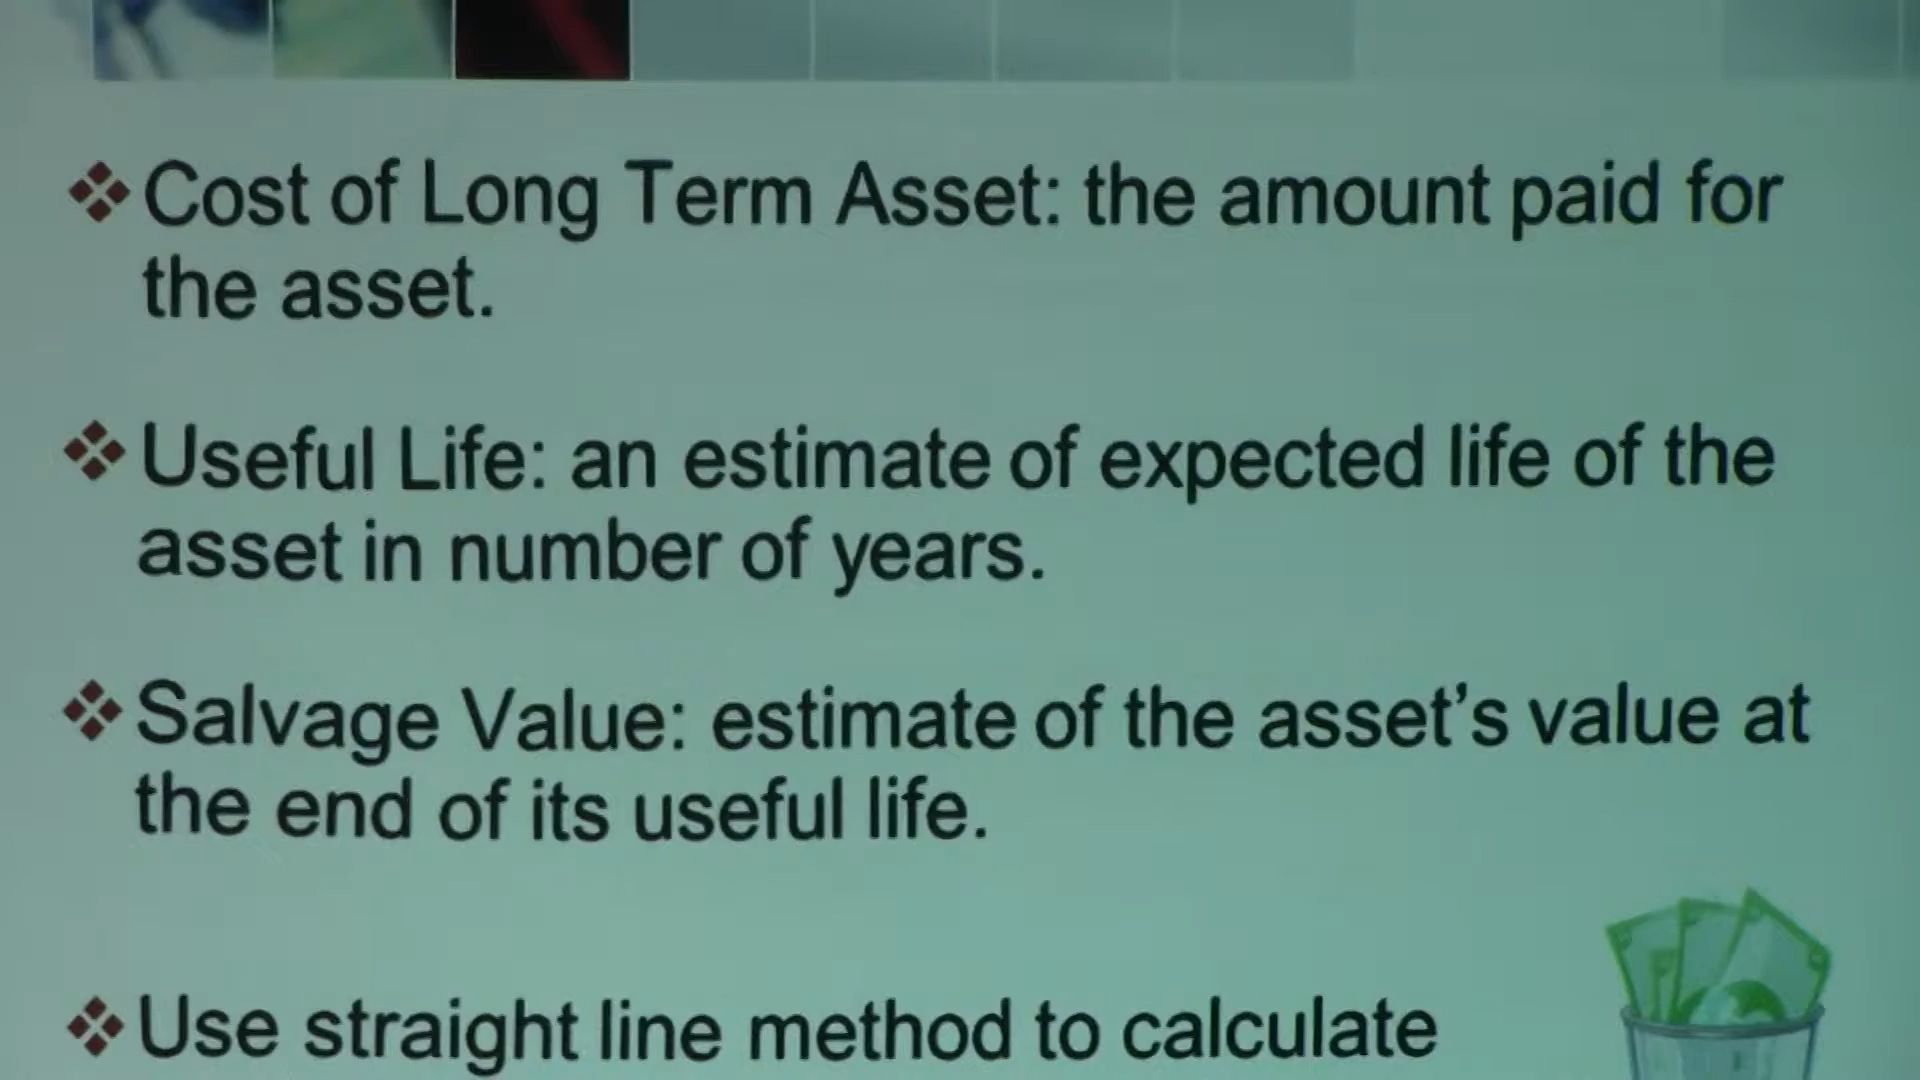 Cost of Long Term Asset: the amount paid for
the asset.
Useful Life: an estimate of expected life of the
asset in number of years.
Salvage Value: estimate of the asset's value at
the end of its useful life.
Use straight line method to calculate